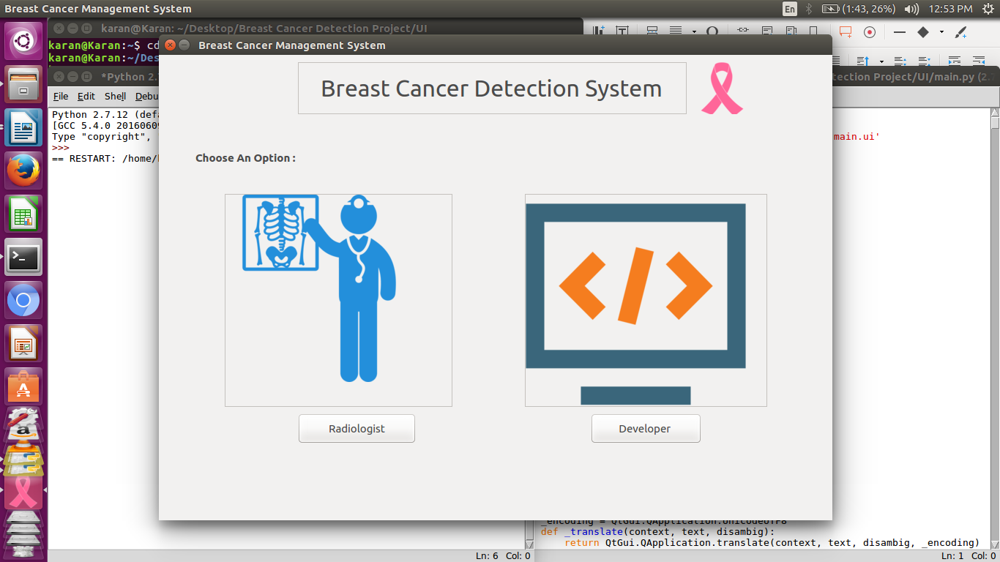 Breast Cancer Management System
En
(1:43, 26%)
12:53 PM
karan@Karan: ~/Desktop/Breast Cancer Detection Project/UI
karan@Karan:~$ cd
karan@Karan:~/Des
Breast Cancer Management System
*Python 2.7
tection Project/UI/main.py (2.7
File Edit Shell Debu
Python 2.7.12 (defa
[GCC 5.4.0 20160609
Type "copyright",
>>>
== RESTART: /home/k
main.ui'
Breast Cancer Detection System
Choose An Option :
</>
Radiologist
Developer
_encoding = QtGui.QApplication.UnicodeUTF8
def _translate(context, text, disambig):
return QtGui.QApplication.translate(context, text, disambig, _encoding)
Ln: 6 Col: 0
Ln: 1 Col: 0